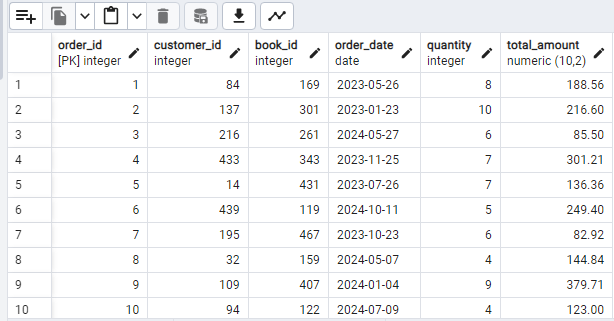 order_id customer_id book_id order_date quantity total_amount
[PK] integer integer integer date integer numeric (10,2)
1 1 84 169 2023-05-26 8 188.56
2 2 137 301 2023-01-23 10 216.60
3 3 216 261 2024-05-27 6 85.50
4 4 433 343 2023-11-25 7 301.21
5 5 14 431 2023-07-26 7 136.36
6 6 439 119 2024-10-11 5 249.40
7 7 195 467 2023-10-23 6 82.92
8 8 32 159 2024-05-07 4 144.84
9 9 109 407 2024-01-04 9 379.71
10 10 94 122 2024-07-09 4 123.00